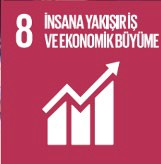 8 İNSANA YAKIŞIR İŞ
VE EKONOMİK BÜYÜME